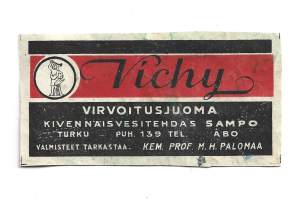 Vichy
VIRVOITUSJUOMA
KIVENNÄISVESITEHDAS SAMPO
TURKU - PUH. 139 TEL. ÅBO
VALMISTEET TARKASTAA. KEM. PROF. M. H. PALOMAA